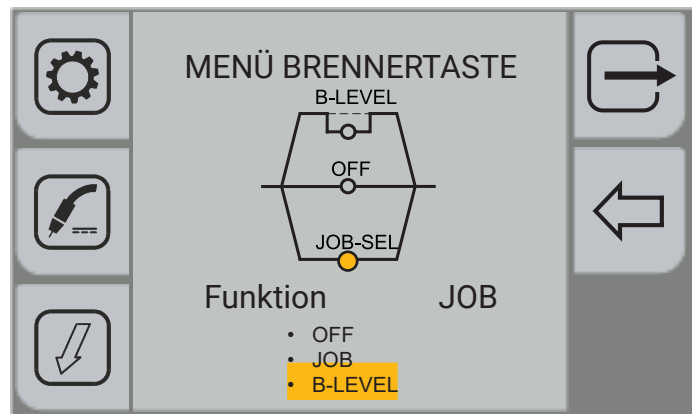 MENÜ BRENNERTASTE
B-LEVEL
OFF
JOB-SEL
Funktion JOB
• OFF
• JOB
• B-LEVEL